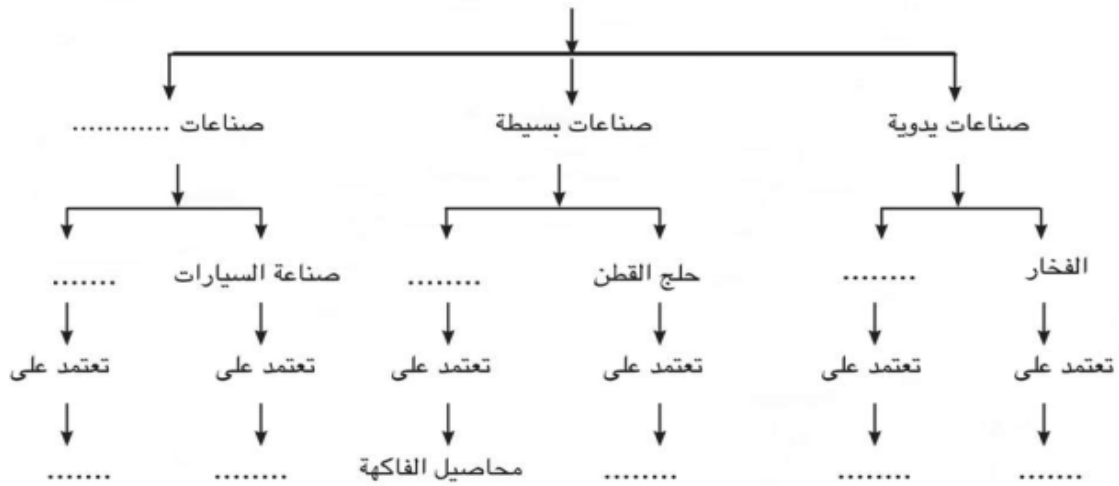 صناعات يدوية
صناعات بسيطة
صناعات ............
الفخار
........
حلج القطن
........
صناعة السيارات
.......
تعتمد على
تعتمد على
تعتمد على
تعتمد على
تعتمد على
تعتمد على
.......
........
........
محاصيل الفاكهة
........
.......